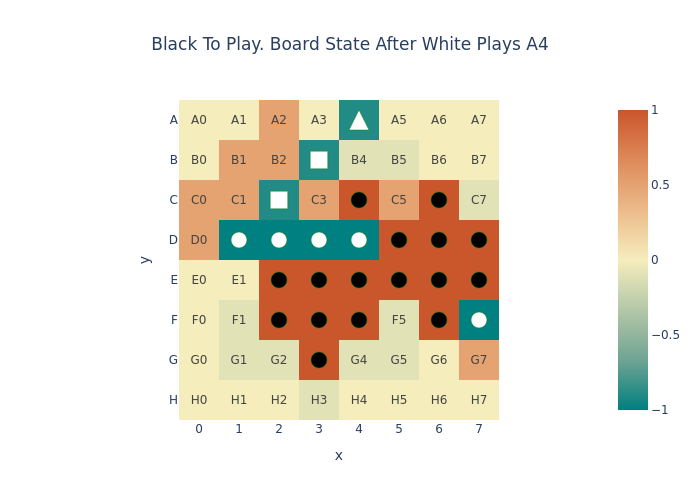 Black To Play. Board State After White Plays A4
A A0 A1 A2 A3 A5 A6 A7
B B0 B1 B2 B4 B5 B6 B7
C C0 C1 C3 C5 C7
D D0
E E0 E1
F F0 F1 F5
G G0 G1 G2 G4 G5 G6 G7
H H0 H1 H2 H3 H4 H5 H6 H7
0 1 2 3 4 5 6 7
x
y
1
0.5
0
−0.5
−1